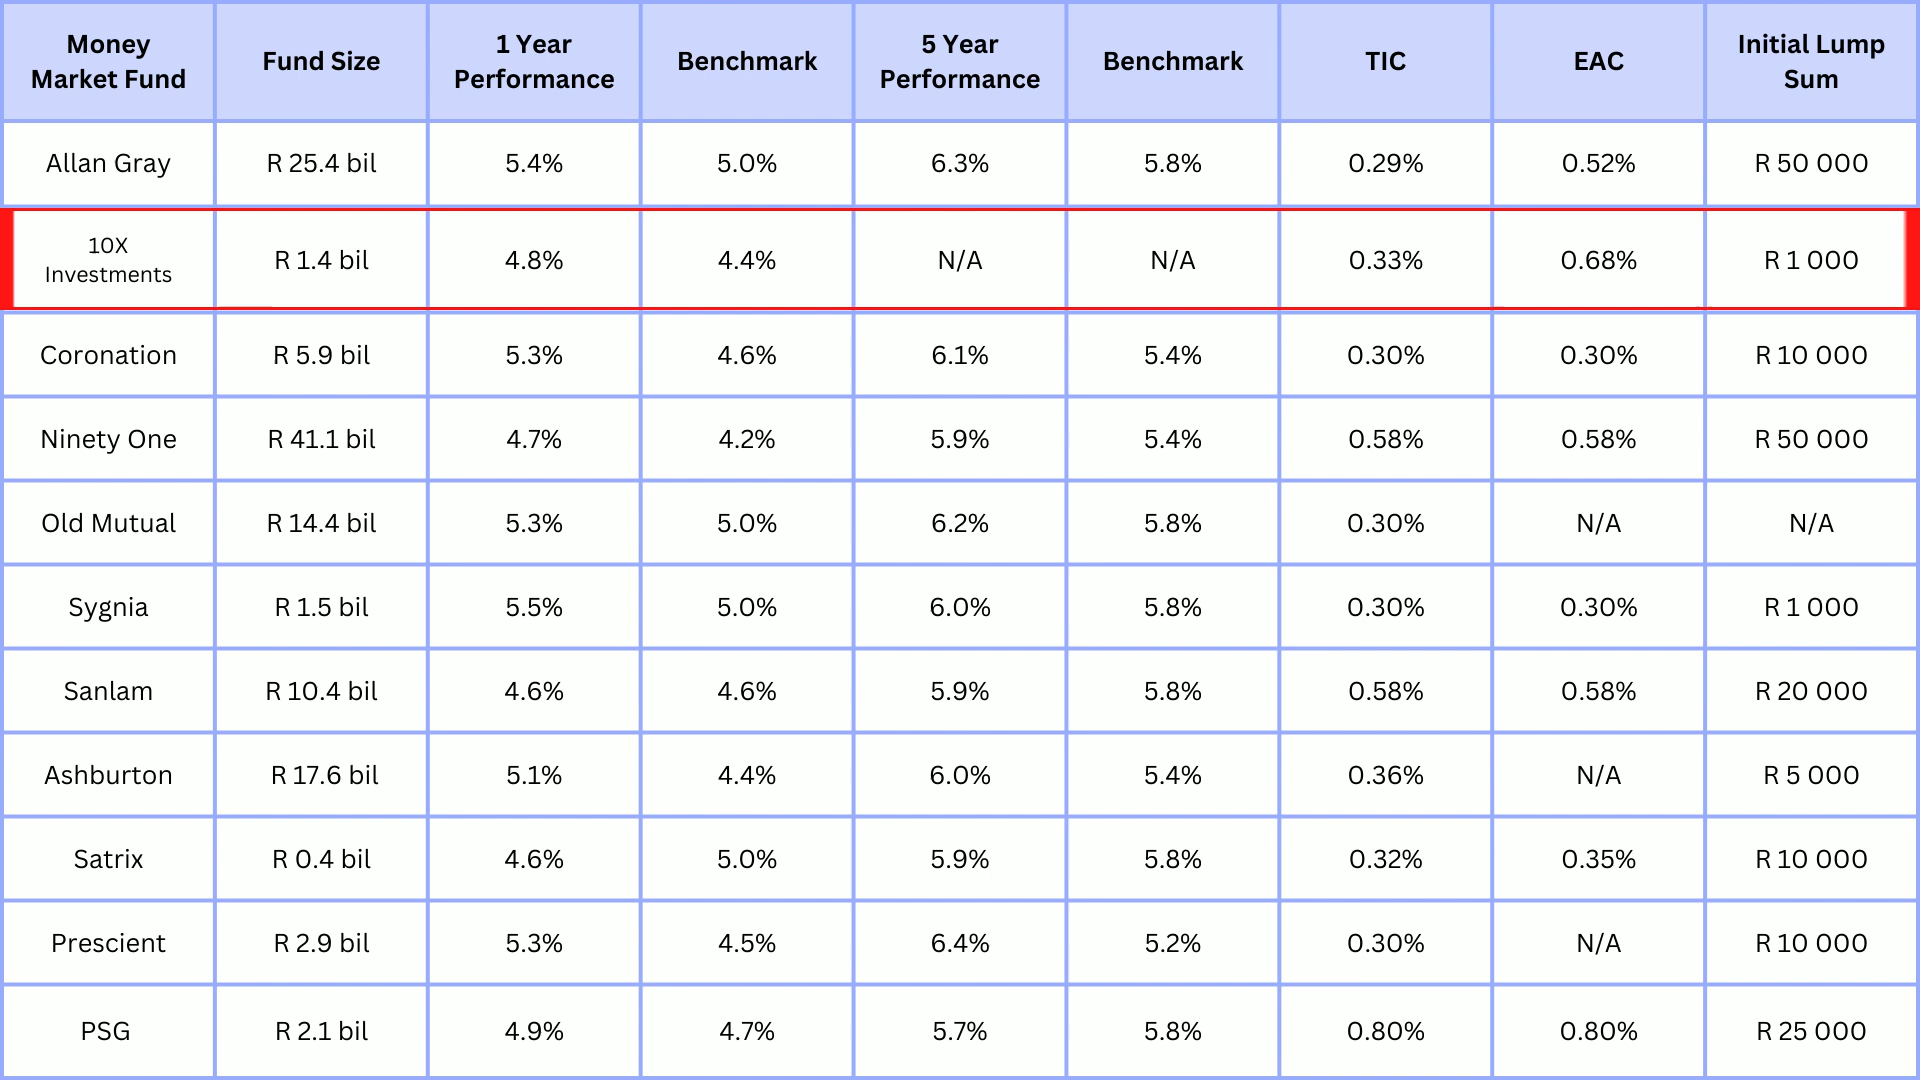 Money Market Fund Fund Size 1 Year Performance Benchmark 5 Year Performance Benchmark TIC EAC Initial Lump Sum
Allan Gray R 25.4 bil 5.4% 5.0% 6.3% 5.8% 0.29% 0.52% R 50 000
10X Investments R 1.4 bil 4.8% 4.4% N/A N/A 0.33% 0.68% R 1 000
Coronation R 5.9 bil 5.3% 4.6% 6.1% 5.4% 0.30% 0.30% R 10 000
Ninety One R 41.1 bil 4.7% 4.2% 5.9% 5.4% 0.58% 0.58% R 50 000
Old Mutual R 14.4 bil 5.3% 5.0% 6.2% 5.8% 0.30% N/A N/A
Sygnia R 1.5 bil 5.5% 5.0% 6.0% 5.8% 0.30% 0.30% R 1 000
Sanlam R 10.4 bil 4.6% 4.6% 5.9% 5.8% 0.58% 0.58% R 20 000
Ashburton R 17.6 bil 5.1% 4.4% 6.0% 5.4% 0.36% N/A R 5 000
Satrix R 0.4 bil 4.6% 5.0% 5.9% 5.8% 0.32% 0.35% R 10 000
Prescient R 2.9 bil 5.3% 4.5% 6.4% 5.2% 0.30% N/A R 10 000
PSG R 2.1 bil 4.9% 4.7% 5.7% 5.8% 0.80% 0.80% R 25 000